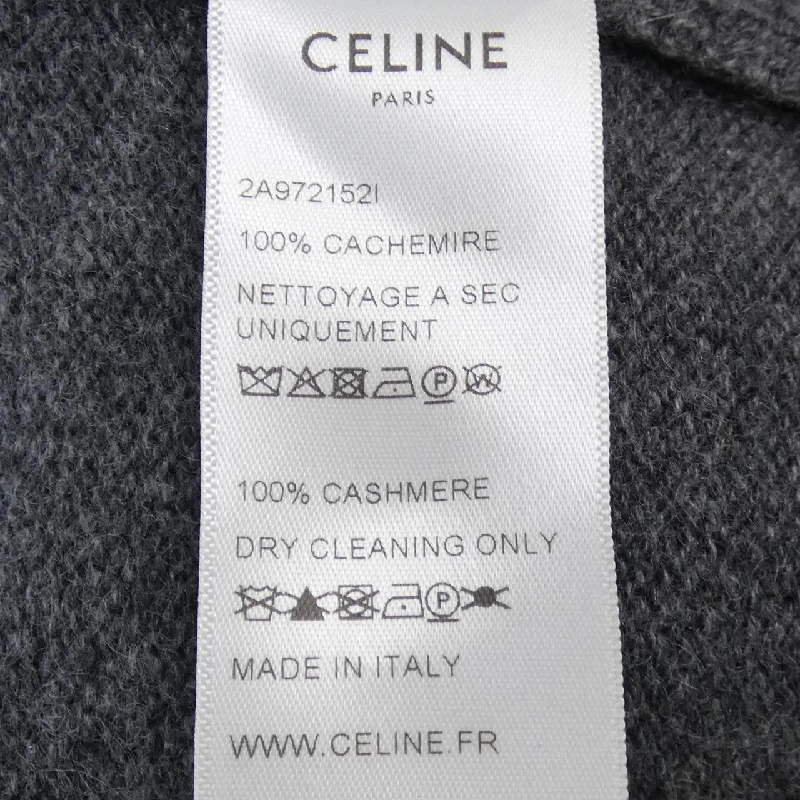 CELINE
PARIS
2A972152I
100% CACHEMIRE
NETTOYAGE A SEC
UNIQUEMENT
P W
100% CASHMERE
DRY CLEANING ONLY
P
MADE IN ITALY
WWW.CELINE.FR